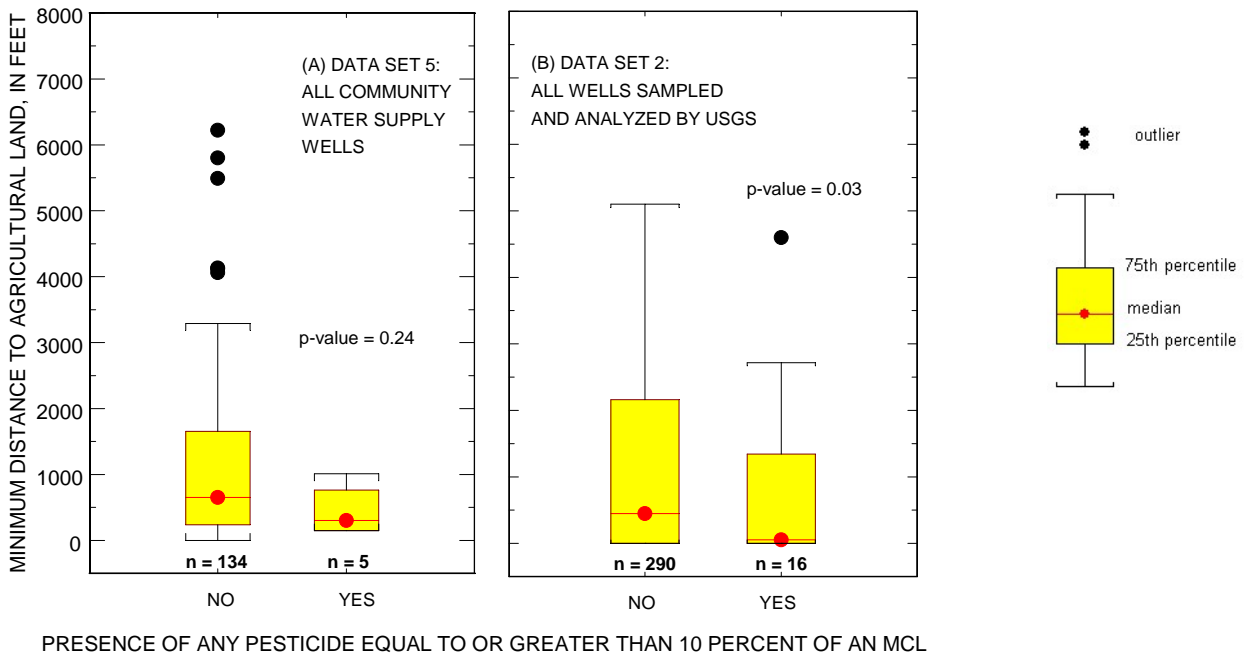 MINIMUM DISTANCE TO AGRICULTURAL LAND, IN FEET
8000
7000
6000
5000
4000
3000
2000
1000
0
(A) DATA SET 5:
ALL COMMUNITY
WATER SUPPLY
WELLS
p-value = 0.24
n = 134
n = 5
NO
YES
(B) DATA SET 2:
ALL WELLS SAMPLED
AND ANALYZED BY USGS
p-value = 0.03
n = 290
n = 16
NO
YES
outlier
75th percentile
median
25th percentile
PRESENCE OF ANY PESTICIDE EQUAL TO OR GREATER THAN 10 PERCENT OF AN MCL